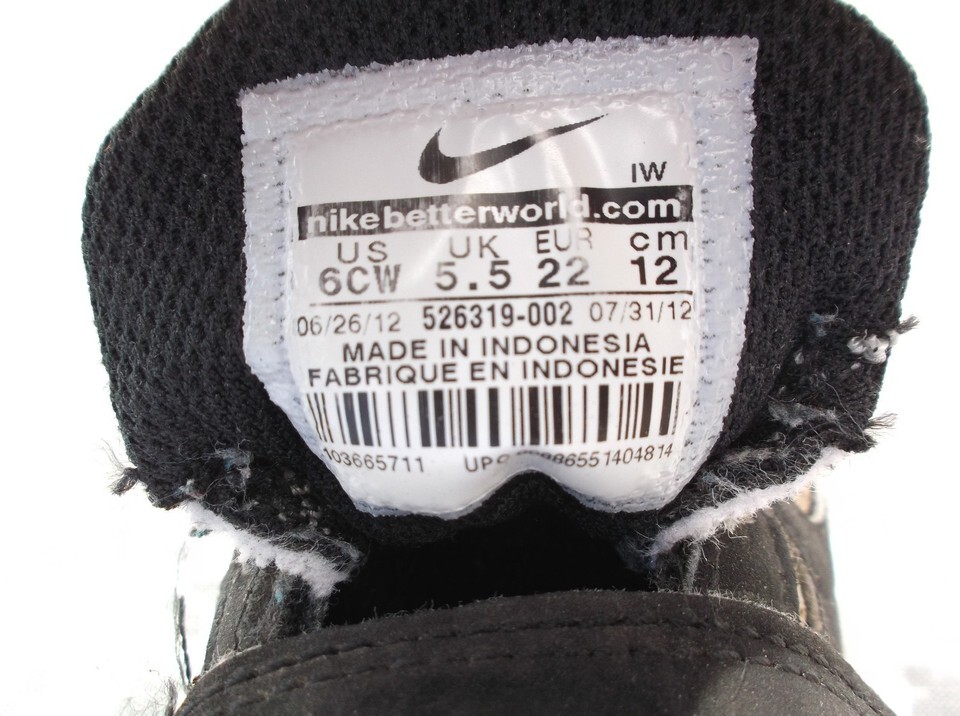 IW
nikebetterworld.com
US UK EUR cm
6CW 5.5 22 12
06/26/12 526319-002 07/31/12
MADE IN INDONESIA
FABRIQUE EN INDONESIE
103665711 UPC